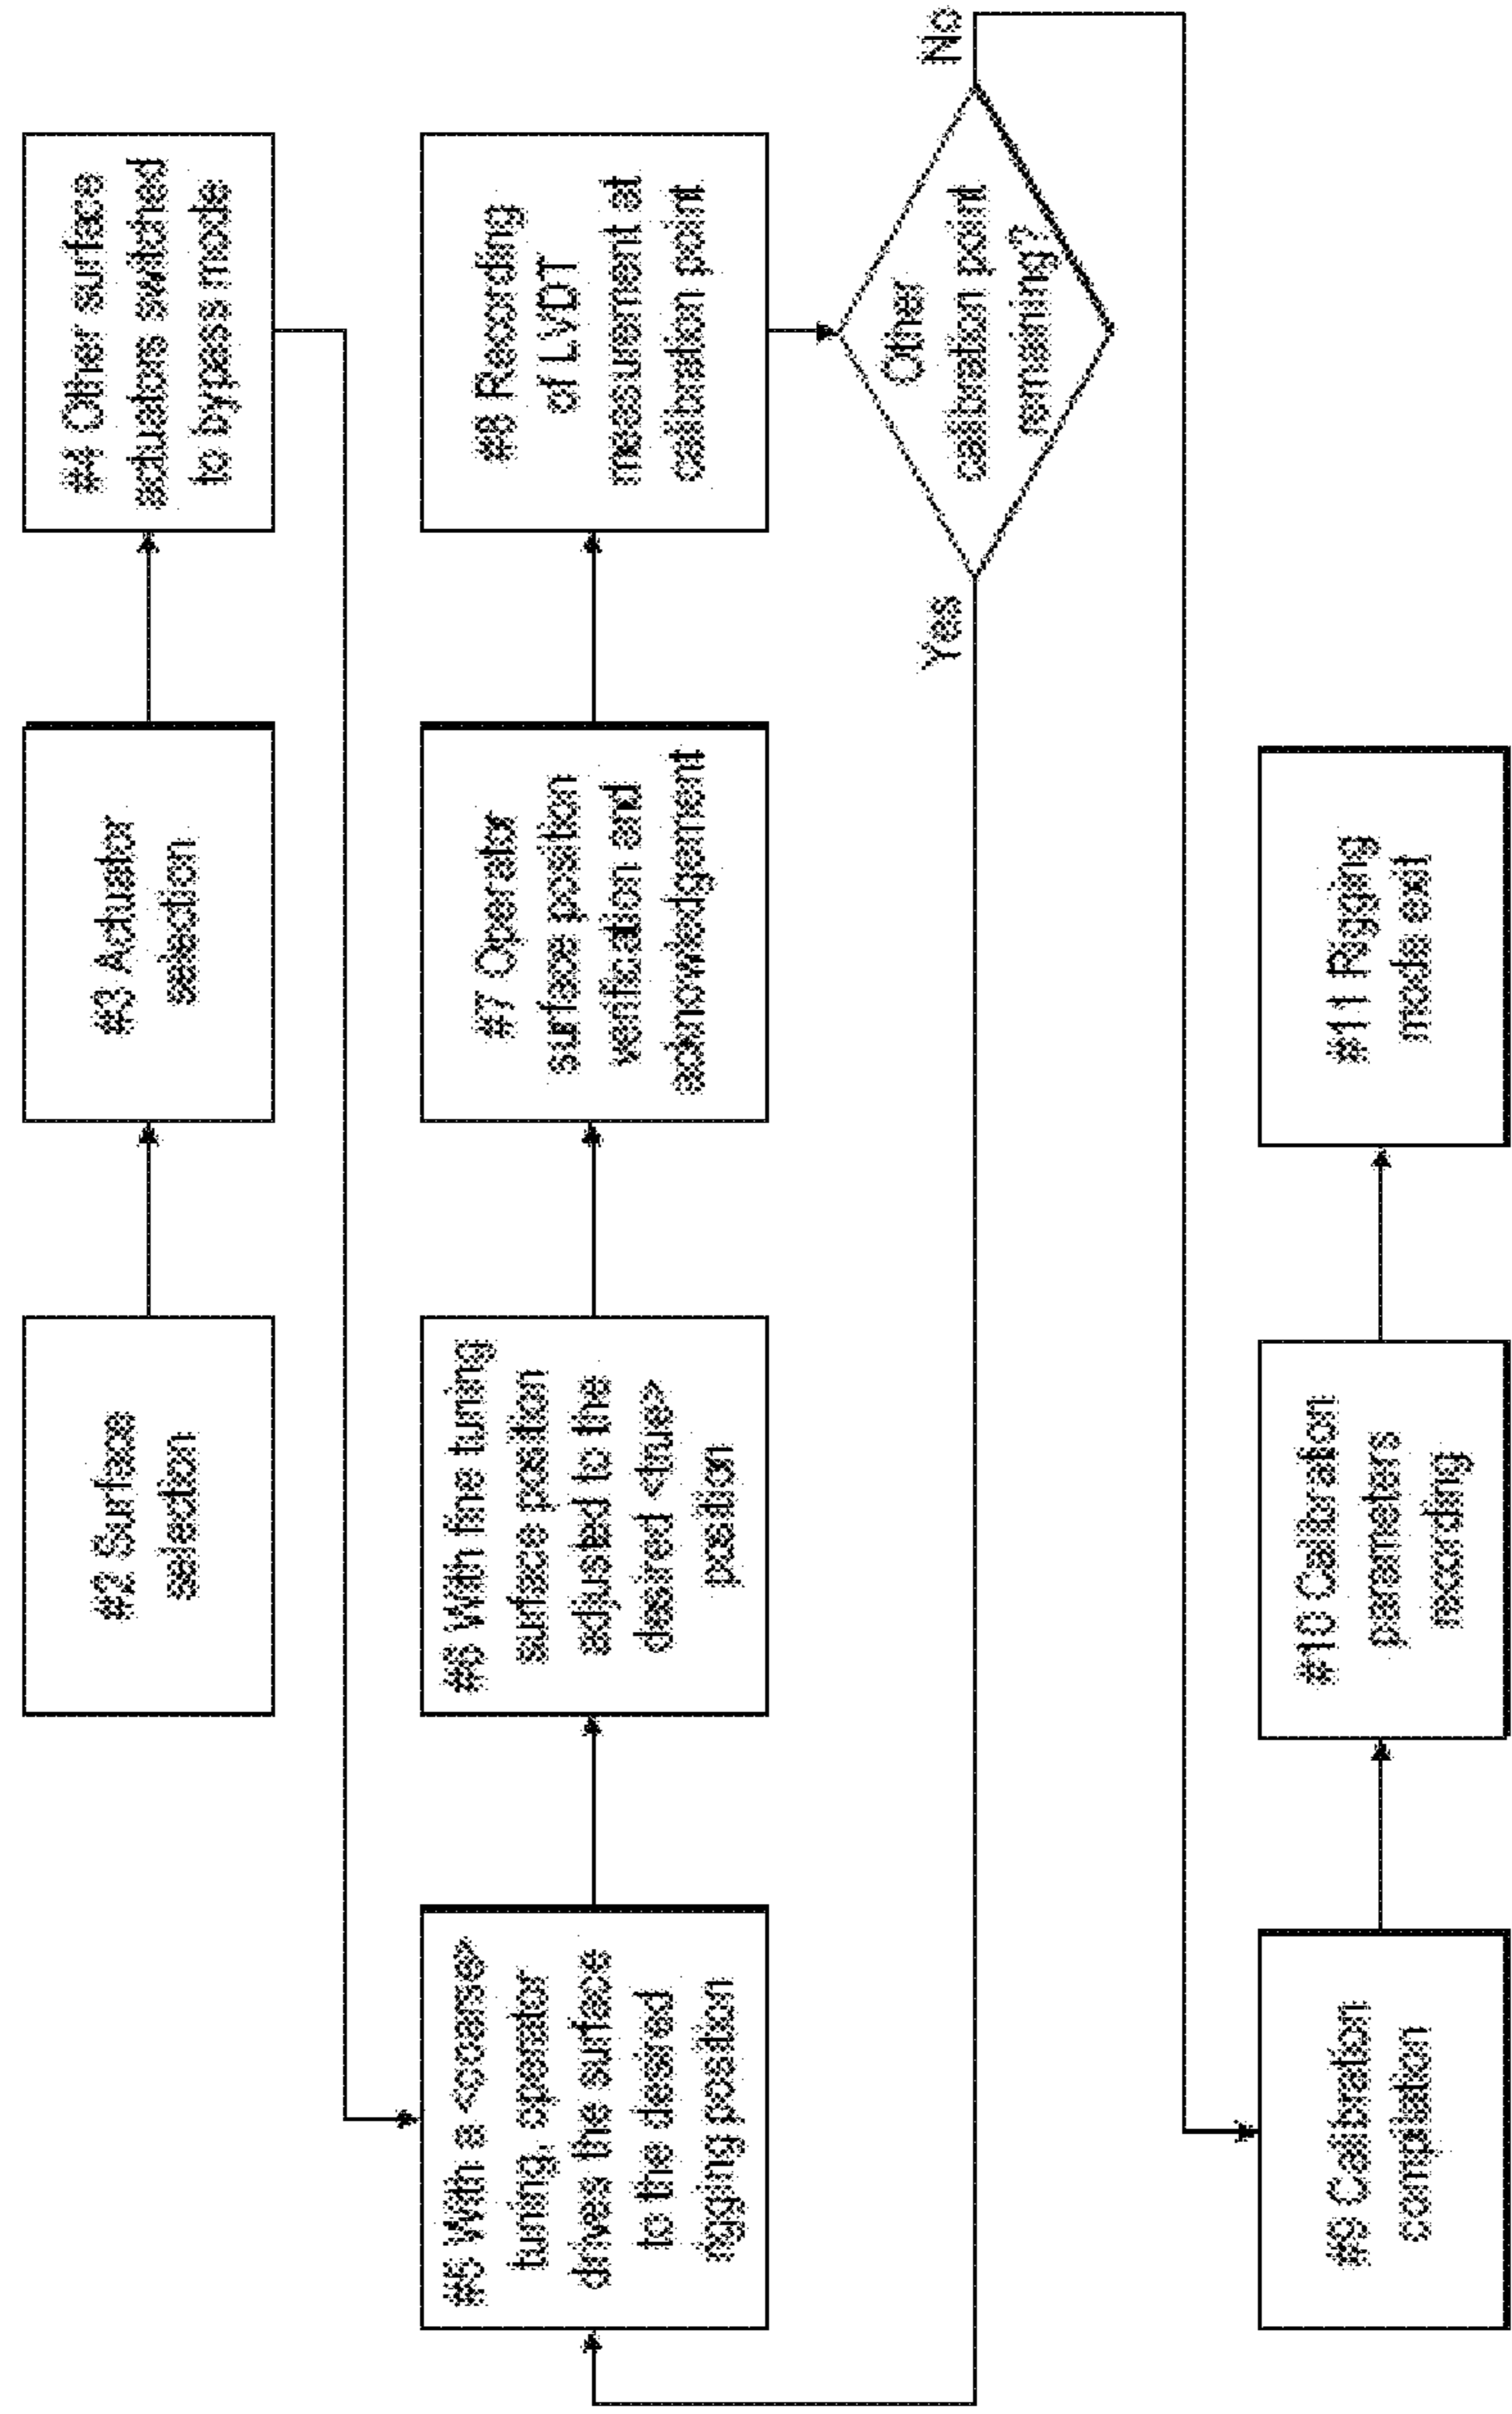 #2 Surface
selection
#3 Actuator
selection
#4 Other surface
actuators switched
to bypass mode
#5 With a <coarse>
tuning, operator
drives the surface
to the desired
rigging position
#6 With fine tuning
surface position
adjusted to the
desired <true>
position
#7 Operator
surface position
verification and
acknowledgement
#8 Recording
of LVDT
measurement at
calibration point
Other
calibration point
remaining?
Yes
No
#9 Calibration
completion
#10 Calibration
parameters
recording
#11 Rigging
mode exit